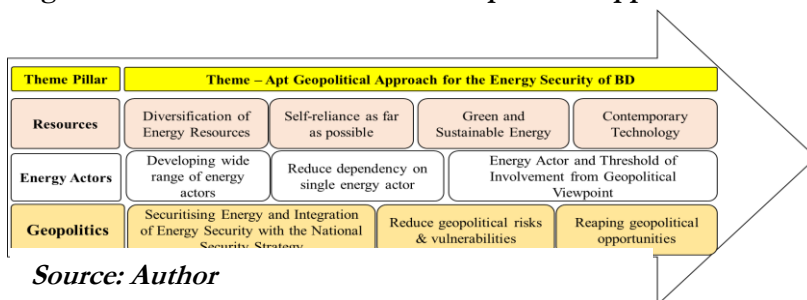 Theme Pillar
Theme – Apt Geopolitical Approach for the Energy Security of BD
Resources
Diversification of
Energy Resources
Self-reliance as far
as possible
Green and
Sustainable Energy
Contemporary
Technology
Energy Actors
Developing wide
range of energy
actors
Reduce dependency on
single energy actor
Energy Actor and Threshold of
Involvement from Geopolitical
Viewpoint
Geopolitics
Securitising Energy and Integration
of Energy Security with the National
Security Strategy
Reduce geopolitical risks
& vulnerabilities
Reaping geopolitical
opportunities
Source: Author